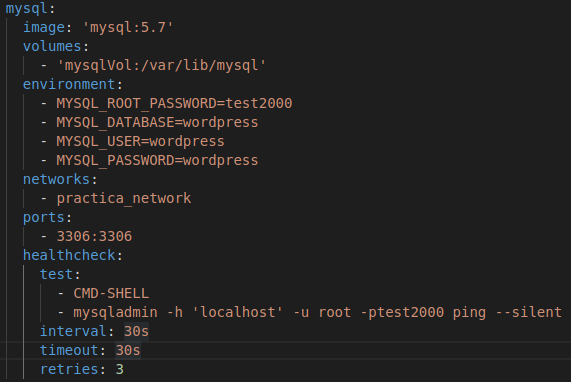 mysql:
  image: 'mysql:5.7'
  volumes:
    - 'mysqlVol:/var/lib/mysql'
  environment:
    - MYSQL_ROOT_PASSWORD=test2000
    - MYSQL_DATABASE=wordpress
    - MYSQL_USER=wordpress
    - MYSQL_PASSWORD=wordpress
  networks:
    - practica_network
  ports:
    - 3306:3306
  healthcheck:
    test:
      - CMD-SHELL
      - mysqladmin -h 'localhost' -u root -ptest2000 ping --silent
    interval: 30s
    timeout: 30s
    retries: 3